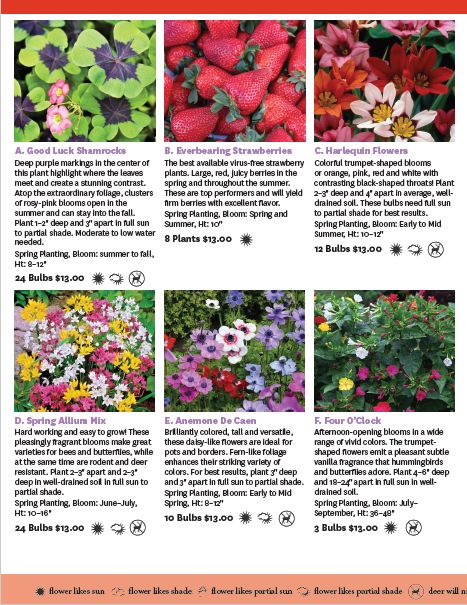 A. Good Luck Shamrocks
Deep purple markings in the center of
this plant highlight where the leaves
meet and create a stunning contrast.
Atop the extraordinary foliage, clusters
of rosy-pink blooms open in the
summer and can stay into the fall.
Plant 1–2" deep and 3" apart in full sun
to partial shade. Moderate to low water
needed.
Spring Planting, Bloom: summer to fall,
Ht: 8–12"
24 Bulbs $13.00
B. Everbearing Strawberries
The best available virus-free strawberry
plants. Large, red, juicy berries in the
spring and throughout the summer.
These are top performers and will yield
firm berries with excellent flavor.
Spring Planting, Bloom: Spring and
Summer, Ht: 10"
8 Plants $13.00
C. Harlequin Flowers
Colorful trumpet-shaped blooms
or orange, pink, red and white with
contrasting black-shaped throats! Plant
2–3" deep and 4" apart in average, well-
drained soil. These bulbs need full sun
to partial shade for best results.
Spring Planting, Bloom: Early to Mid
Summer, Ht: 10–12"
12 Bulbs $13.00
D. Spring Allium Mix
Hard working and easy to grow! These
pleasingly fragrant blooms make great
varieties for bees and butterflies, while
at the same time are rodent and deer
resistant. Plant 2–3" apart and 2–3"
deep in well-drained soil in full sun to
partial shade.
Spring Planting, Bloom: June–July,
Ht: 10–16"
24 Bulbs $13.00
E. Anemone De Caen
Brilliantly colored, tall and versatile,
these daisy-like flowers are ideal for
pots and borders. Fern-like foliage
enhances their striking variety of
colors. For best results, plant 3" deep
and 3" apart in full sun to partial shade.
Spring Planting, Bloom: Early to Mid
Spring, Ht: 8–12"
10 Bulbs $13.00
F. Four O'Clock
Afternoon-opening blooms in a wide
range of vivid colors. The trumpet-
shaped flowers emit a pleasant subtle
vanilla fragrance that hummingbirds
and butterflies adore. Plant 4–6" deep
and 18–24" apart in full sun in well-
drained soil.
Spring Planting, Bloom: July–
September, Ht: 36–48"
3 Bulbs $13.00
flower likes sun flower likes shade flower likes partial sun flower likes partial shade deer will n